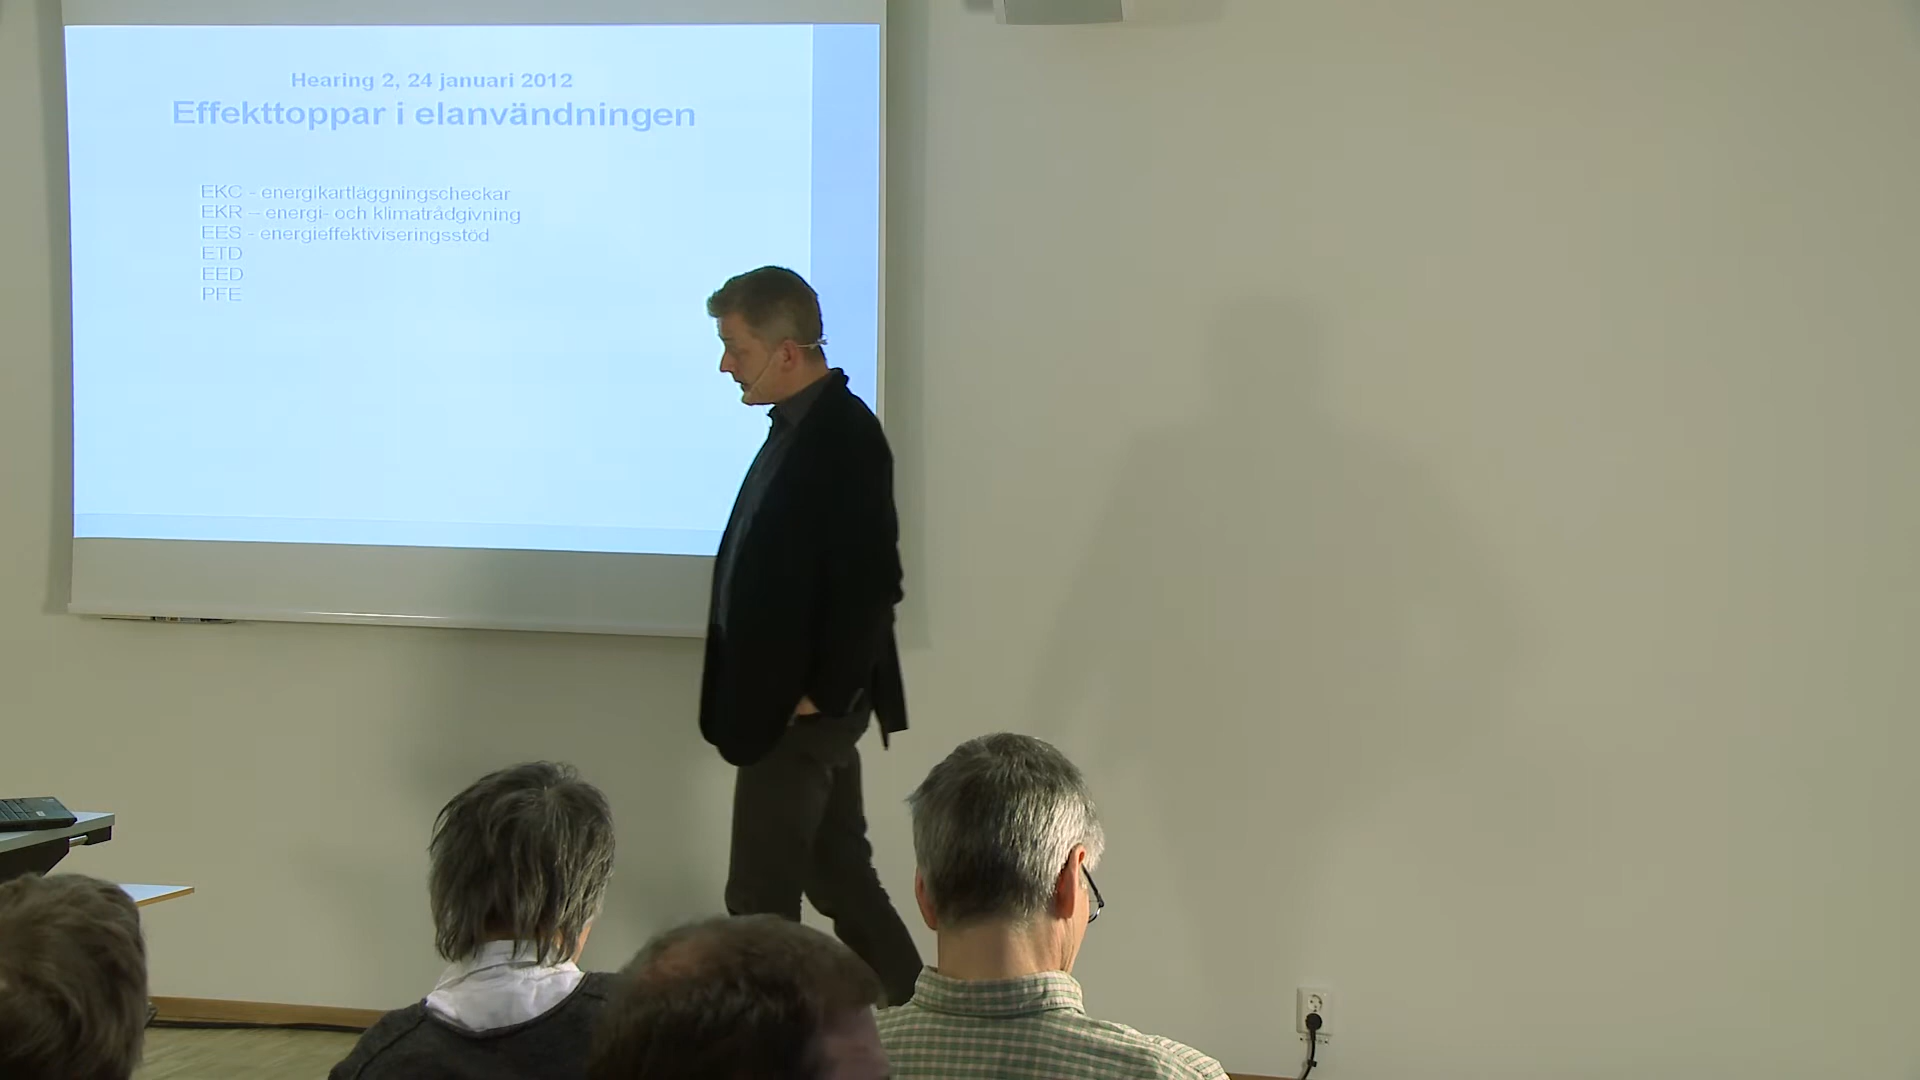 Hearing 2, 24 januari 2012
Effekttoppar i elanvändningen
EKC - energikartläggningscheckar
EKR – energi- och klimatrådgivning
EES - energieffektiviseringsstöd
ETD
EED
PFE